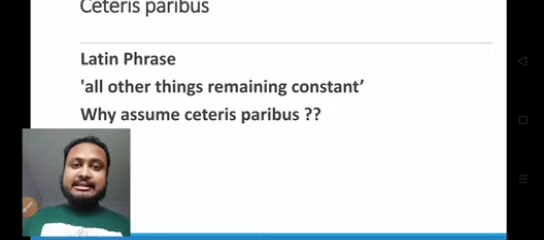 Ceteris paribus
Latin Phrase
'all other things remaining constant’
Why assume ceteris paribus ??